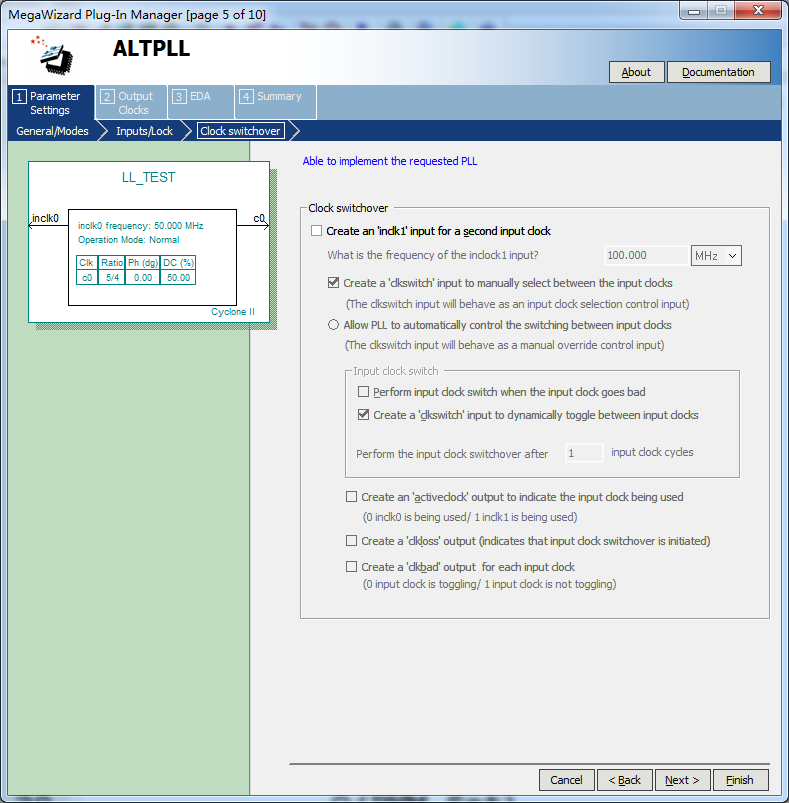 MegaWizard Plug-In Manager [page 5 of 10]
ALTPLL
About
Documentation
1 Parameter Settings
2 Output Clocks
3 EDA
4 Summary
General/Modes
Inputs/Lock
Clock switchover
LL_TEST
inclk0
c0
inclk0 frequency: 50.000 MHz
Operation Mode: Normal
Clk Ratio Ph (dg) DC (%)
c0 5/4 0.00 50.00
Cyclone II
Able to implement the requested PLL
Clock switchover
Create an 'inclk1' input for a second input clock
What is the frequency of the inclock1 input?
100.000
MHz
Create a 'clkswitch' input to manually select between the input clocks
(The clkswitch input will behave as an input clock selection control input)
Allow PLL to automatically control the switching between input clocks
(The clkswitch input will behave as a manual override control input)
Input clock switch
Perform input clock switch when the input clock goes bad
Create a 'clkswitch' input to dynamically toggle between input clocks
Perform the input clock switchover after 1 input clock cycles
Create an 'activeclock' output to indicate the input clock being used
(0 inclk0 is being used/ 1 inclk1 is being used)
Create a 'clkloss' output (indicates that input clock switchover is initiated)
Create a 'clkbad' output for each input clock
(0 input clock is toggling/ 1 input clock is not toggling)
Cancel
< Back
Next >
Finish